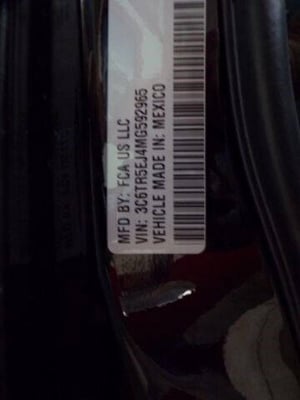 MFD BY: FCA US LLC
VIN: 3C6TR5EJ4MG592965
VEHICLE MADE IN: MEXICO